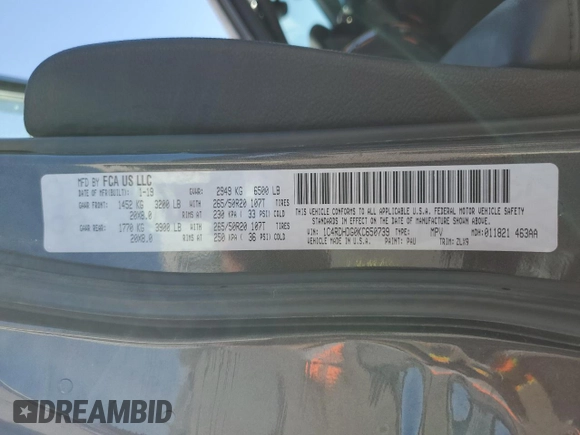 MFD BY FCA US LLC
DATE OF MFR(BUILT): 1-19 GVWR: 2949 KG 6500 LB
GAWR FRONT: 1452 KG 3200 LB 265/50R20 107T TIRES
20X8.0 RIMS AT 230 KPA / 33 PSI COLD
GAWR REAR: 1770 KG 3900 LB 265/50R20 107T TIRES
20X8.0 RIMS AT 250 KPA / 36 PSI COLD
THIS VEHICLE CONFORMS TO ALL APPLICABLE U.S.A. FEDERAL MOTOR VEHICLE SAFETY
STANDARDS IN EFFECT ON THE DATE OF MANUFACTURE SHOWN ABOVE.
VIN: 1C4RDHDG0KC650739 MPV MDH: 011821 463AA
VEHICLE MADE IN U.S.A. PAINT: PAU TRIM: ZLX9
DREAMBID